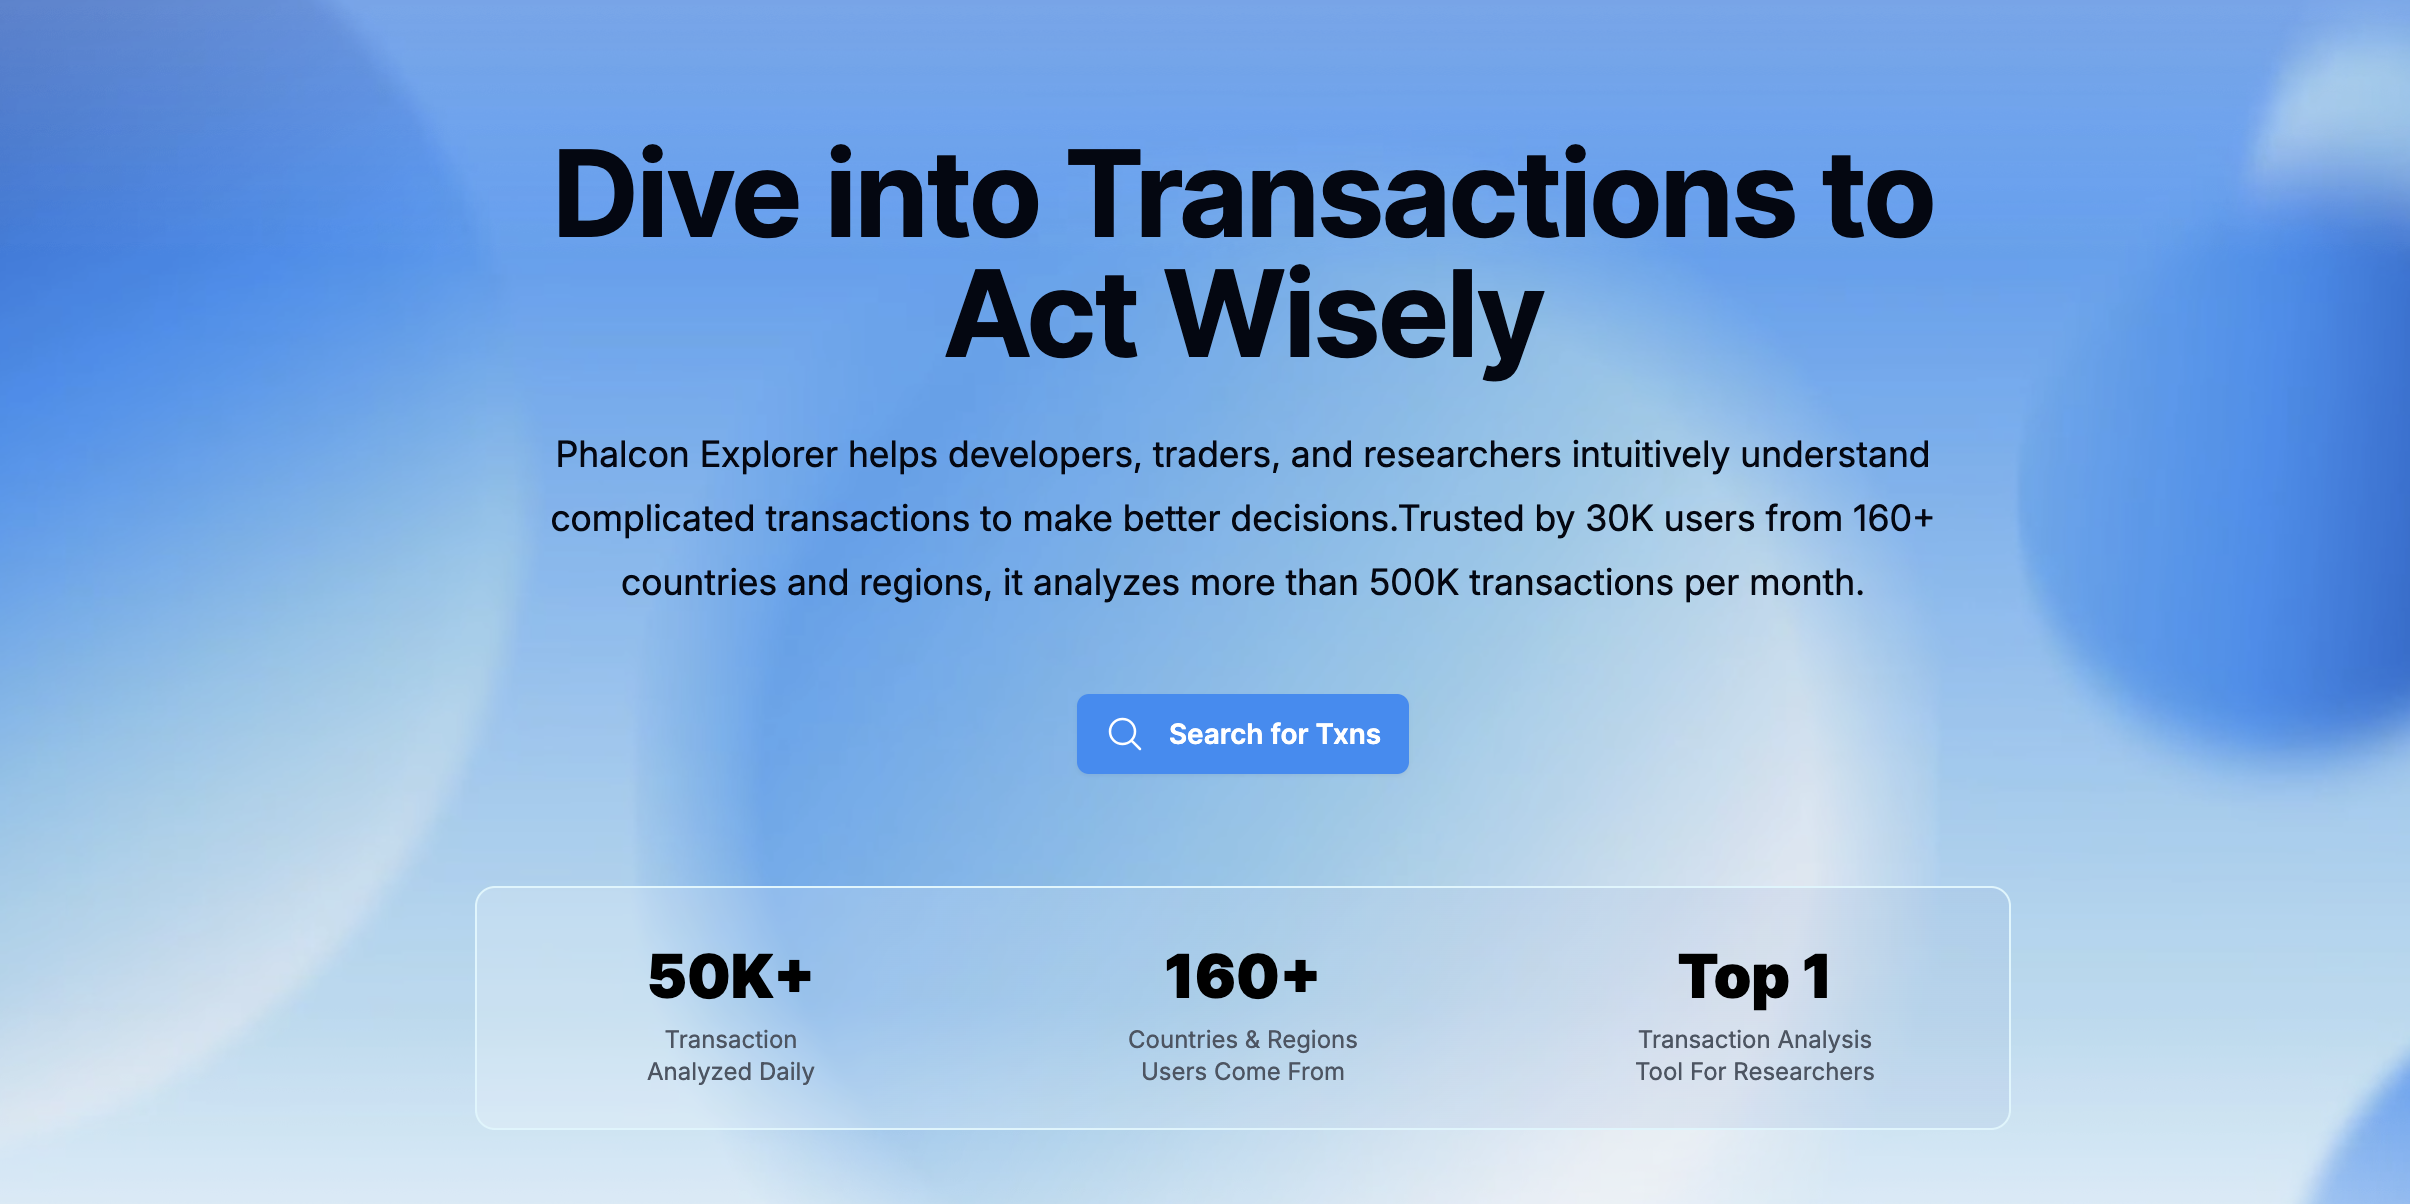 Dive into Transactions to
Act Wisely
Phalcon Explorer helps developers, traders, and researchers intuitively understand
complicated transactions to make better decisions.Trusted by 30K users from 160+
countries and regions, it analyzes more than 500K transactions per month.
Search for Txns
50K+
Transaction
Analyzed Daily
160+
Countries & Regions
Users Come From
Top 1
Transaction Analysis
Tool For Researchers